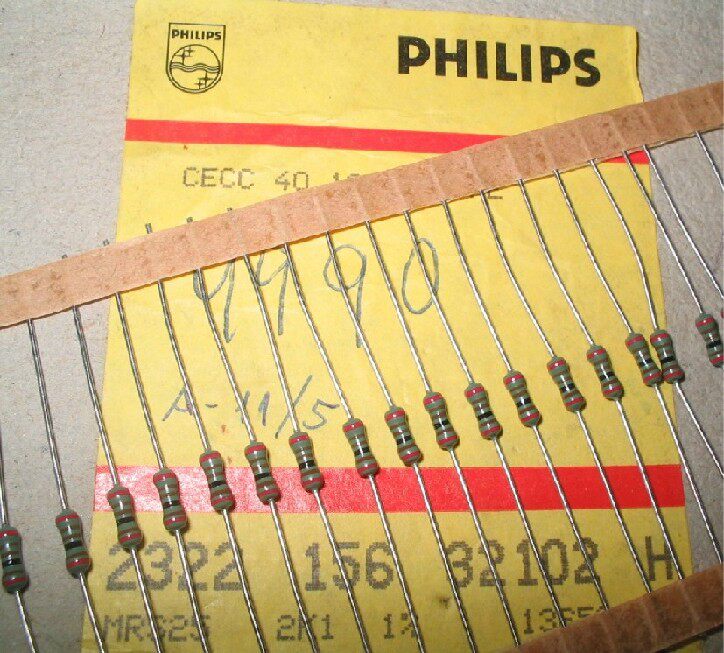 PHILIPS
PHILIPS
CECC 40
4490
A-11/5
2322 156 32102 H
MRS25 2K1 1%